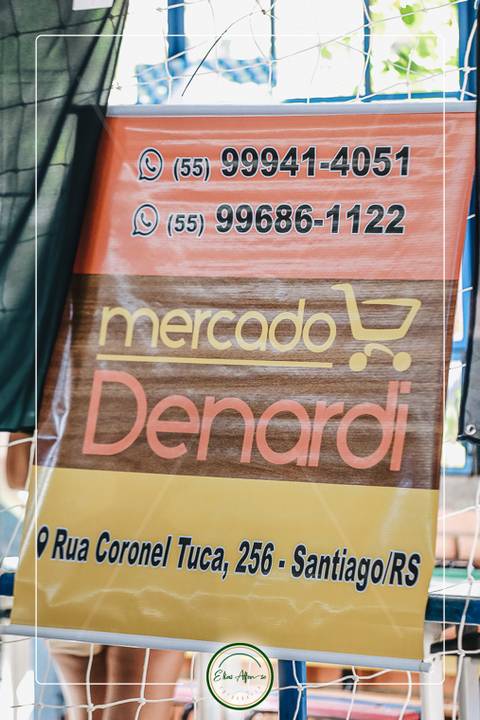 (55) 99941-4051
(55) 99686-1122
mercado
Denardi
Rua Coronel Tuca, 256 - Santiago/RS